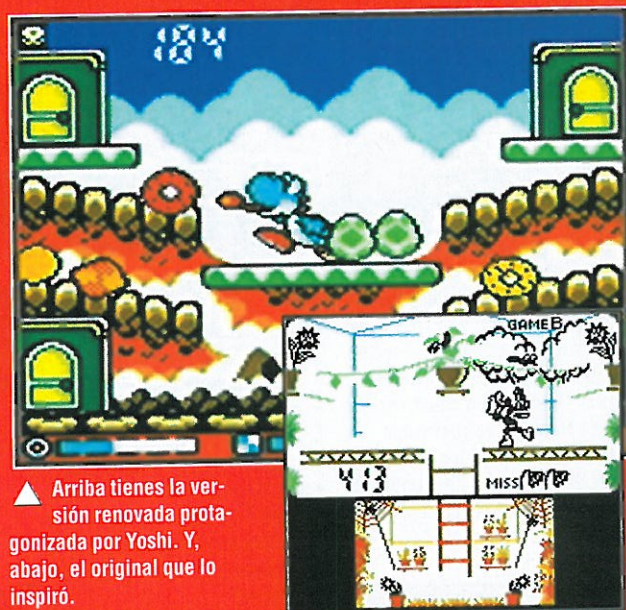 184
GAME B
413
MISS
Arriba tienes la ver-
sión renovada prota-
gonizada por Yoshi. Y,
abajo, el original que lo
inspiró.